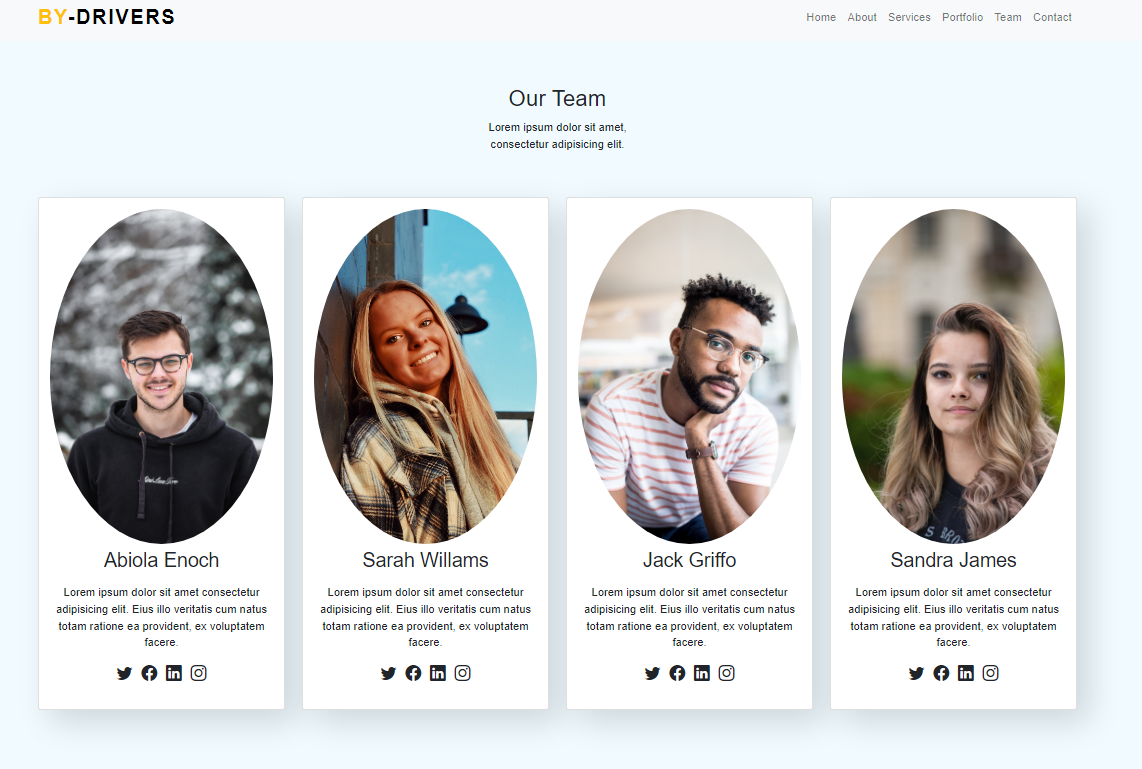 BY-DRIVERS
Home About Services Portfolio Team Contact
Our Team
Lorem ipsum dolor sit amet,
consectetur adipisicing elit.
Abiola Enoch
Lorem ipsum dolor sit amet consectetur
adipisicing elit. Eius illo veritatis cum natus
totam ratione ea provident, ex voluptatem
facere.
Sarah Willams
Lorem ipsum dolor sit amet consectetur
adipisicing elit. Eius illo veritatis cum natus
totam ratione ea provident, ex voluptatem
facere.
Jack Griffo
Lorem ipsum dolor sit amet consectetur
adipisicing elit. Eius illo veritatis cum natus
totam ratione ea provident, ex voluptatem
facere.
Sandra James
Lorem ipsum dolor sit amet consectetur
adipisicing elit. Eius illo veritatis cum natus
totam ratione ea provident, ex voluptatem
facere.